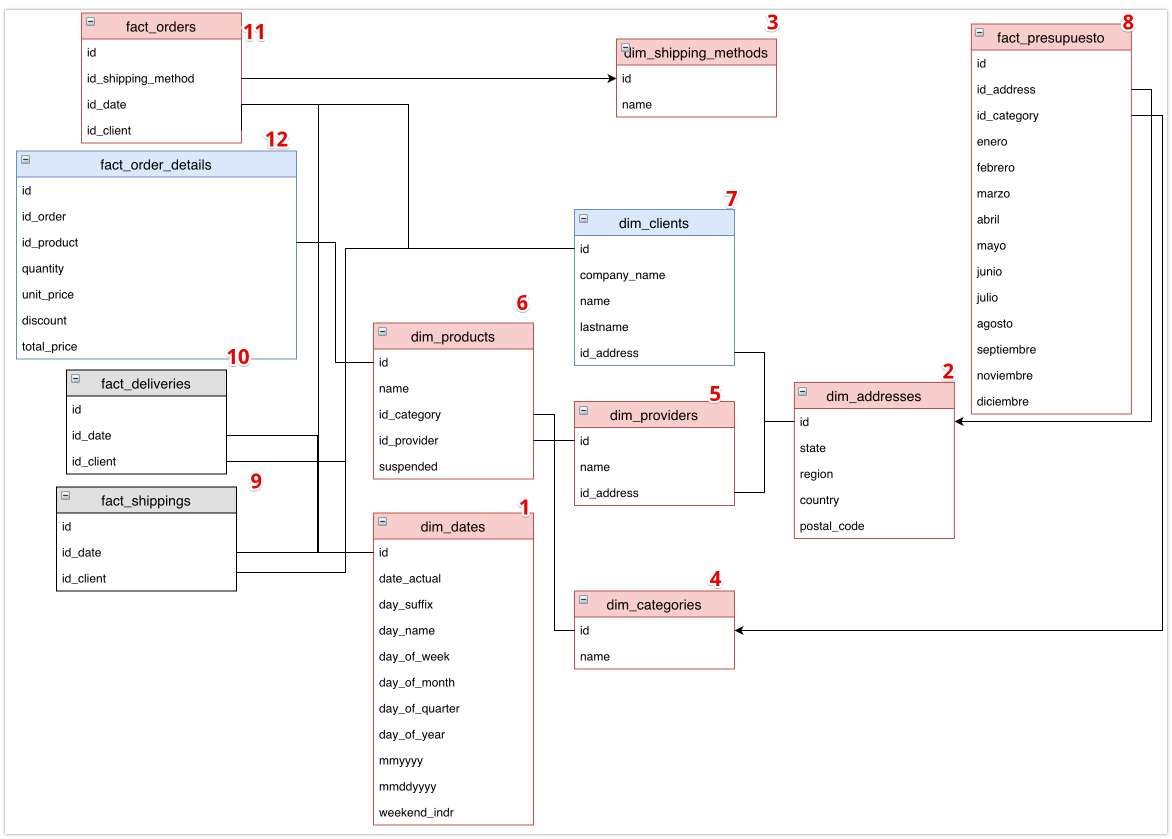 fact_orders
11
id
id_shipping_method
id_date
id_client
3
dim_shipping_methods
id
name
8
fact_presupuesto
id
id_address
id_category
enero
febrero
marzo
abril
mayo
junio
julio
agosto
septiembre
noviembre
diciembre
12
fact_order_details
id
id_order
id_product
quantity
unit_price
discount
total_price
7
dim_clients
id
company_name
name
lastname
id_address
6
dim_products
id
name
id_category
id_provider
suspended
5
dim_providers
id
name
id_address
2
dim_addresses
id
state
region
country
postal_code
10
fact_deliveries
id
id_date
id_client
9
fact_shippings
id
id_date
id_client
1
dim_dates
id
date_actual
day_suffix
day_name
day_of_week
day_of_month
day_of_quarter
day_of_year
mmyyyy
mmddyyyy
weekend_indr
4
dim_categories
id
name